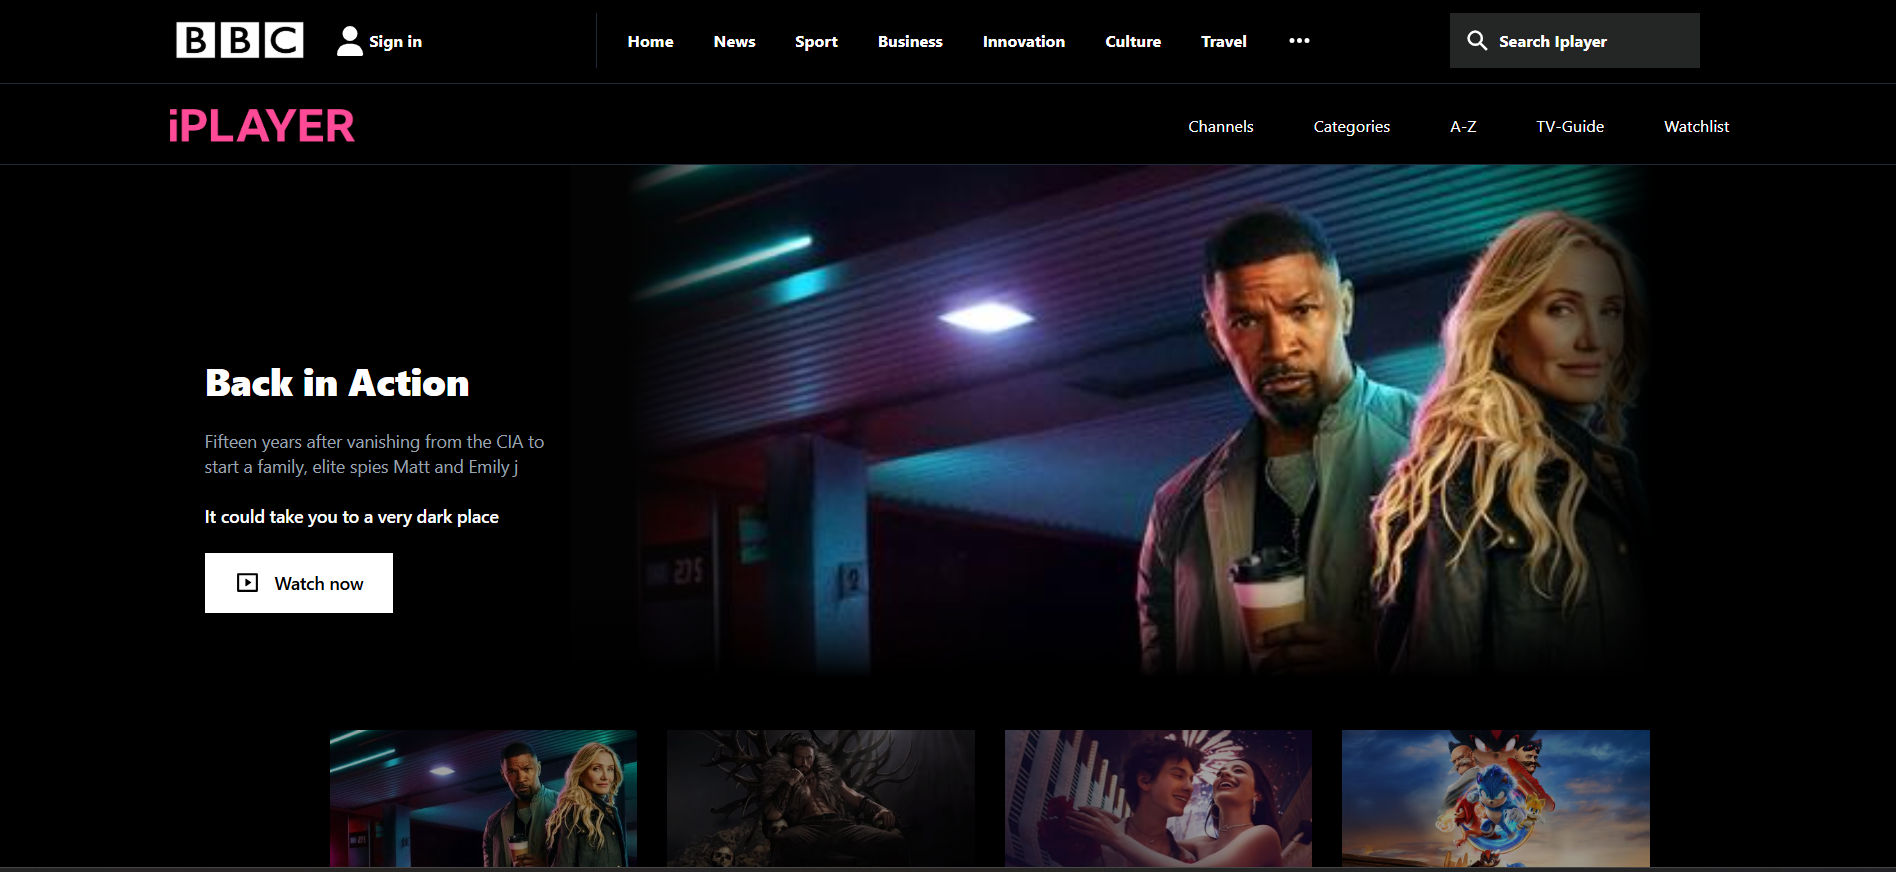 BBC
Sign in
Home
News
Sport
Business
Innovation
Culture
Travel
•••
Search Iplayer
iPLAYER
Channels
Categories
A-Z
TV-Guide
Watchlist
Back in Action
Fifteen years after vanishing from the CIA to
start a family, elite spies Matt and Emily j
It could take you to a very dark place
Watch now